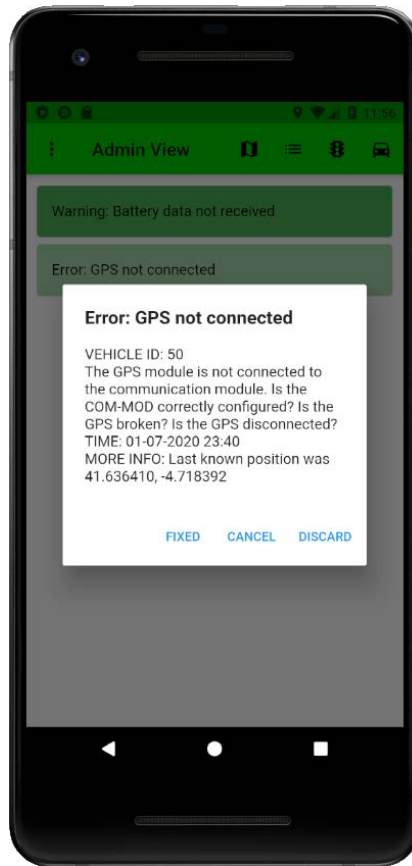 11:56
Admin View
Warning: Battery data not received
Error: GPS not connected
Error: GPS not connected
VEHICLE ID: 50
The GPS module is not connected to
the communication module. Is the
COM-MOD correctly configured? Is the
GPS broken? Is the GPS disconnected?
TIME: 01-07-2020 23:40
MORE INFO: Last known position was
41.636410, -4.718392
FIXED CANCEL DISCARD